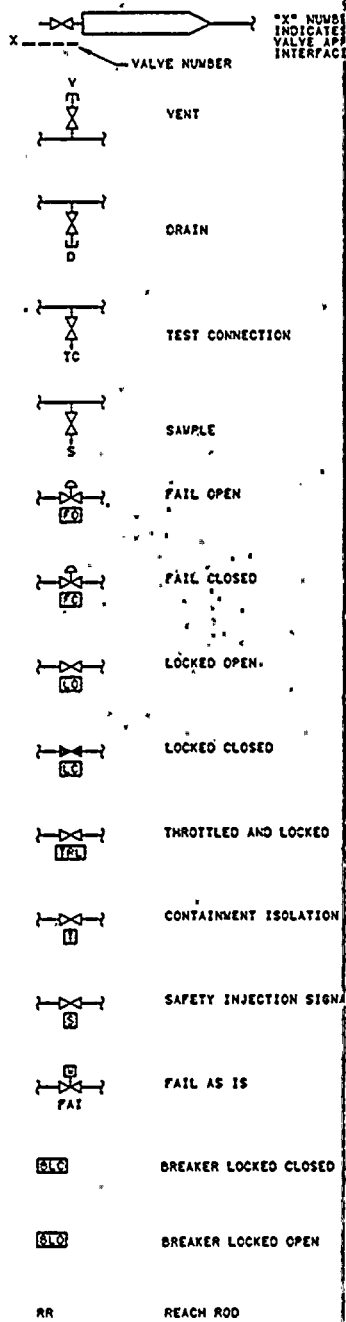 "X" NUMB
INDICATES
VALVE AP
INTERFAC
X
VALVE NUMBER
V
VENT
DRAIN
D
TEST CONNECTION
TC
SAMPLE
S
FAIL OPEN
FO
FAIL CLOSED
FC
LOCKED OPEN
LO
LOCKED CLOSED
LC
THROTTLED AND LOCKED
TRL
CONTAINMENT ISOLATION
T
SAFETY INJECTION SIGNA
S
FAIL AS IS
FAI
BLC BREAKER LOCKED CLOSED
BLO BREAKER LOCKED OPEN
RR REACH ROD